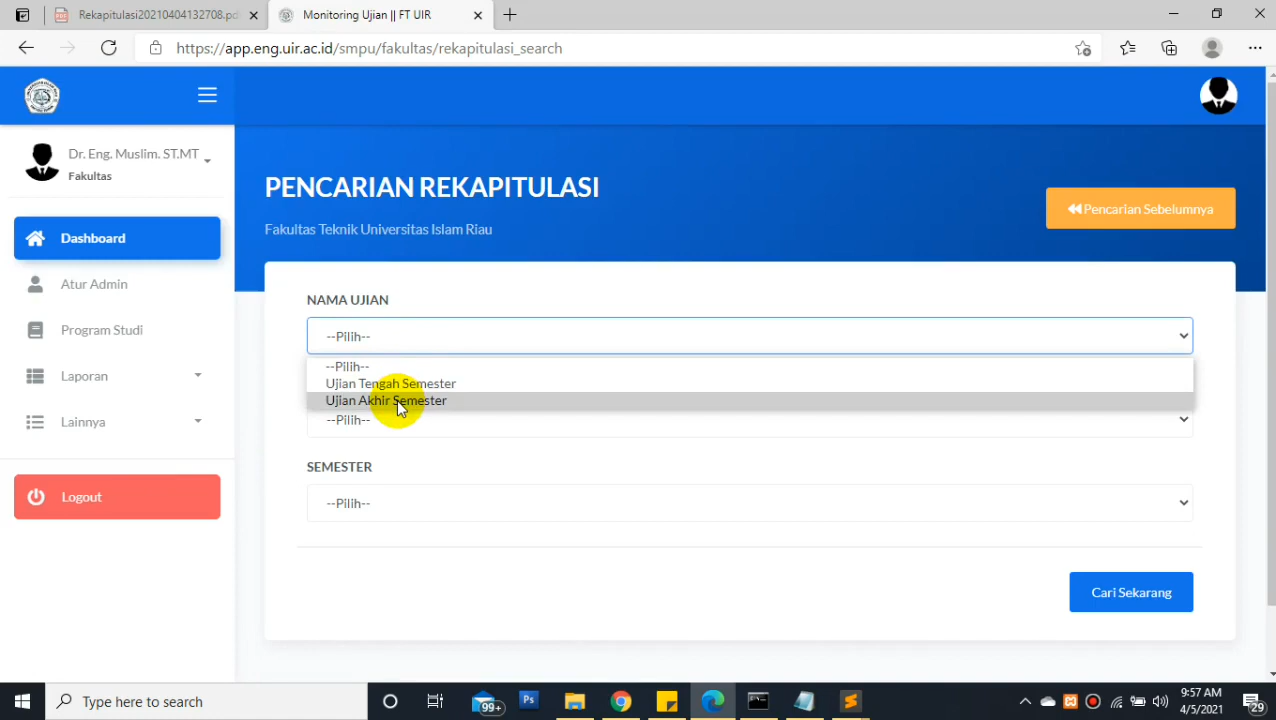 Rekapitulasi20210404132708.pd
Monitoring Ujian || FT UIR
https://app.eng.uir.ac.id/smpu/fakultas/rekapitulasi_search
Dr. Eng. Muslim. ST.MT
Fakultas
Dashboard
Atur Admin
Program Studi
Laporan
Lainnya
Logout
PENCARIAN REKAPITULASI
Fakultas Teknik Universitas Islam Riau
Pencarian Sebelumnya
NAMA UJIAN
--Pilih--
--Pilih--
Ujian Tengah Semester
Ujian Akhir Semester
--Pilih--
SEMESTER
--Pilih--
Cari Sekarang
Type here to search
99+
Ps
9:57 AM
4/5/2021
29